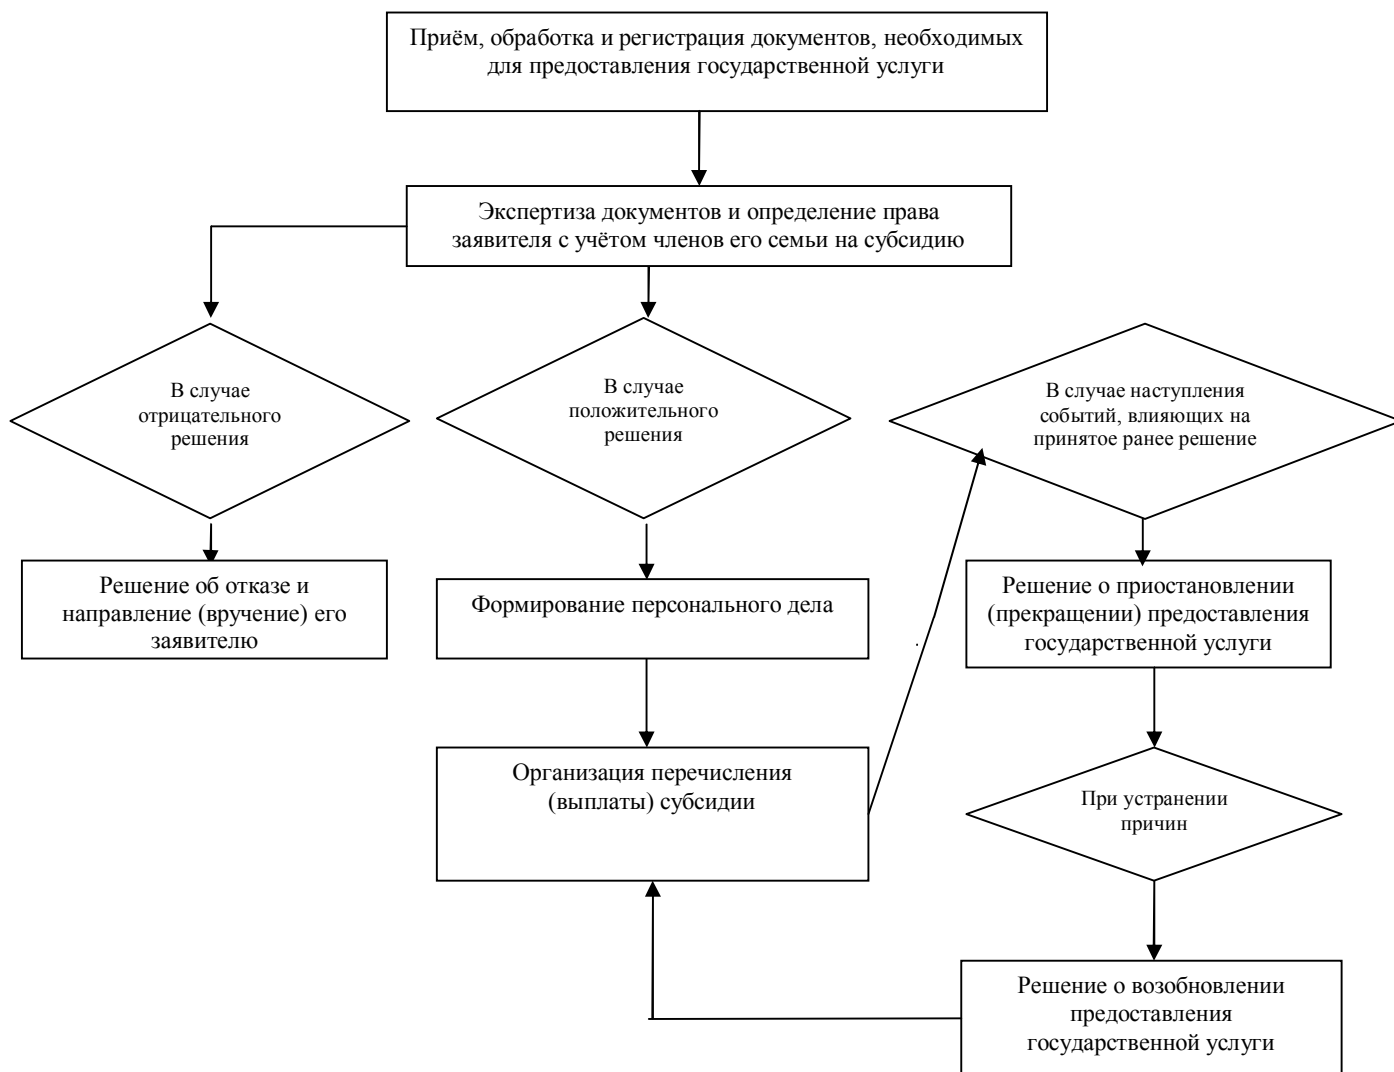 Приём, обработка и регистрация документов, необходимых
для предоставления государственной услуги
Экспертиза документов и определение права
заявителя с учётом членов его семьи на субсидию
В случае
отрицательного
решения
В случае
положительного
решения
В случае наступления
событий, влияющих на
принятое ранее решение
Решение об отказе и
направление (вручение) его
заявителю
Формирование персонального дела
Решение о приостановлении
(прекращении) предоставления
государственной услуги
Организация перечисления
(выплаты) субсидии
При устранении
причин
Решение о возобновлении
предоставления
государственной услуги